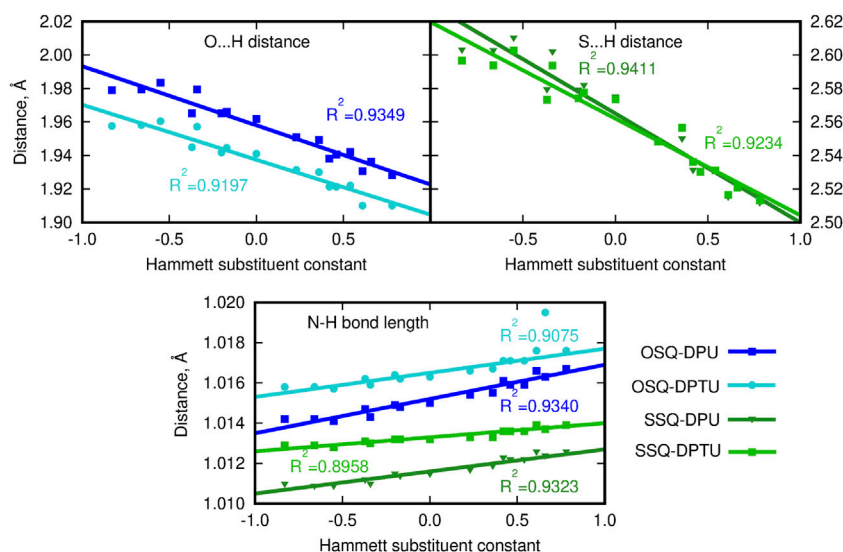 O...H distance
S...H distance
Distance, Å
2.02
2.00
1.98
1.96
1.94
1.92
1.90
R²=0.9349
R²=0.9197
-1.0
-0.5
0.0
0.5
Hammett substituent constant
R²=0.9411
R²=0.9234
2.62
2.60
2.58
2.56
2.54
2.52
2.50
-0.5
0.0
0.5
1.0
Hammett substituent constant
N-H bond length
Distance, Å
1.020
1.018
1.016
1.014
1.012
1.010
R²=0.9075
R²=0.9340
R²=0.8958
R²=0.9323
-1.0
-0.5
0.0
0.5
1.0
Hammett substituent constant
OSQ-DPU
OSQ-DPTU
SSQ-DPU
SSQ-DPTU